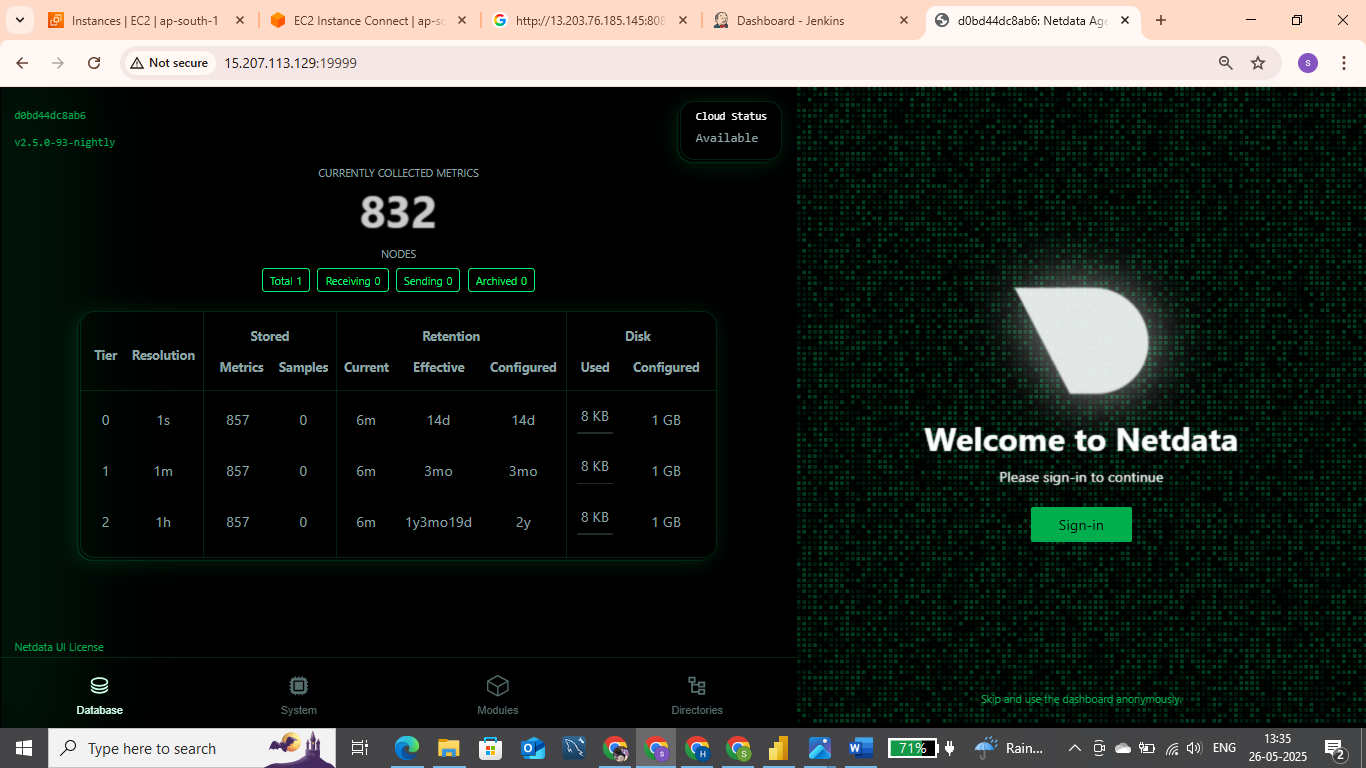 Instances | EC2 | ap-south-1
EC2 Instance Connect | ap-so
http://13.203.76.185.145:808
Dashboard - Jenkins
d0bd44dc8ab6: Netdata Age
Not secure
15.207.113.129:19999
s
d0bd44dc8ab6
v2.5.0-93-nightly
Cloud Status
Available
CURRENTLY COLLECTED METRICS
832
NODES
Total 1 Receiving 0 Sending 0 Archived 0
Stored Retention Disk
Tier Resolution Metrics Samples Current Effective Configured Used Configured
0 1s 857 0 6m 14d 14d 8 KB 1 GB
1 1m 857 0 6m 3mo 3mo 8 KB 1 GB
2 1h 857 0 6m 1y3mo19d 2y 8 KB 1 GB
Welcome to Netdata
Please sign-in to continue
Sign-in
Skip and use the dashboard anonymously.
Netdata UI License
Database System Modules Directories
Type here to search
71%
Rain...
ENG
13:35
26-05-2025
2